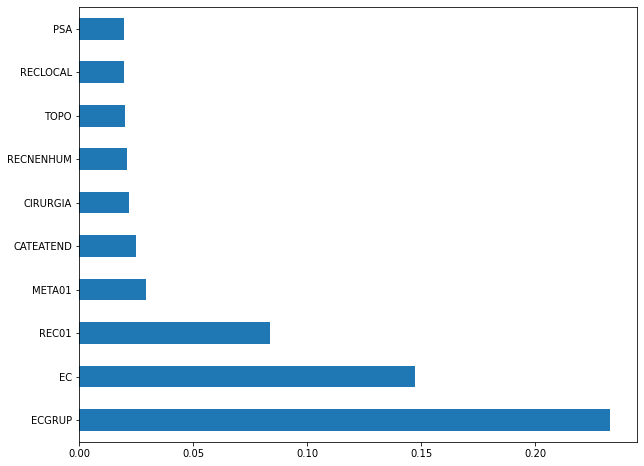 PSA
RECLOCAL
TOPO
RECNENHUM
CIRURGIA
CATEATEND
META01
REC01
EC
ECGRUP
0.00 0.05 0.10 0.15 0.20